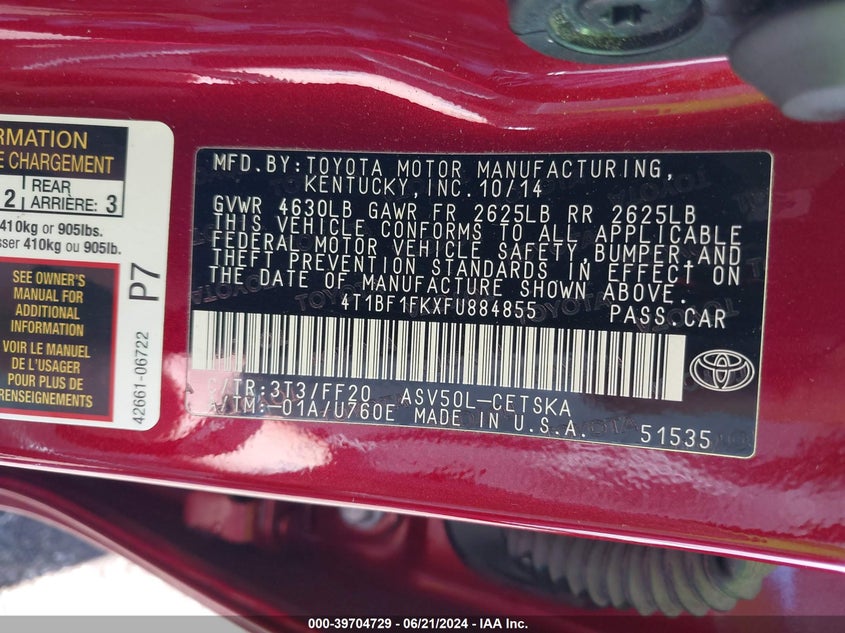 RMATION
E CHARGEMENT
2 REAR ARRIÈRE: 3
410kg or 905lbs.
sser 410kg ou 905lb.
SEE OWNER'S
MANUAL FOR
ADDITIONAL
INFORMATION
VOIR LE MANUEL
DE L'USAGER
POUR PLUS DE
RENSEIGNEMENTS
P7
42661-06722
MFD.BY:TOYOTA MOTOR MANUFACTURING,
KENTUCKY, INC.10/14
GVWR 4630LB GAWR FR 2625LB RR 2625LB
THIS VEHICLE CONFORMS TO ALL APPLICABLE
FEDERAL MOTOR VEHICLE SAFETY, BUMPER, AND
THEFT PREVENTION STANDARDS IN EFFECT ON
THE DATE OF MANUFACTURE SHOWN ABOVE.
4T1BF1FKXFU884855 PASS.CAR
C/TR:3T3/FF20 ASV50L-CETSKA
A/TM:-01A/U760E MADE IN U.S.A. 51535
000-39704729 - 06/21/2024 - IAA Inc.